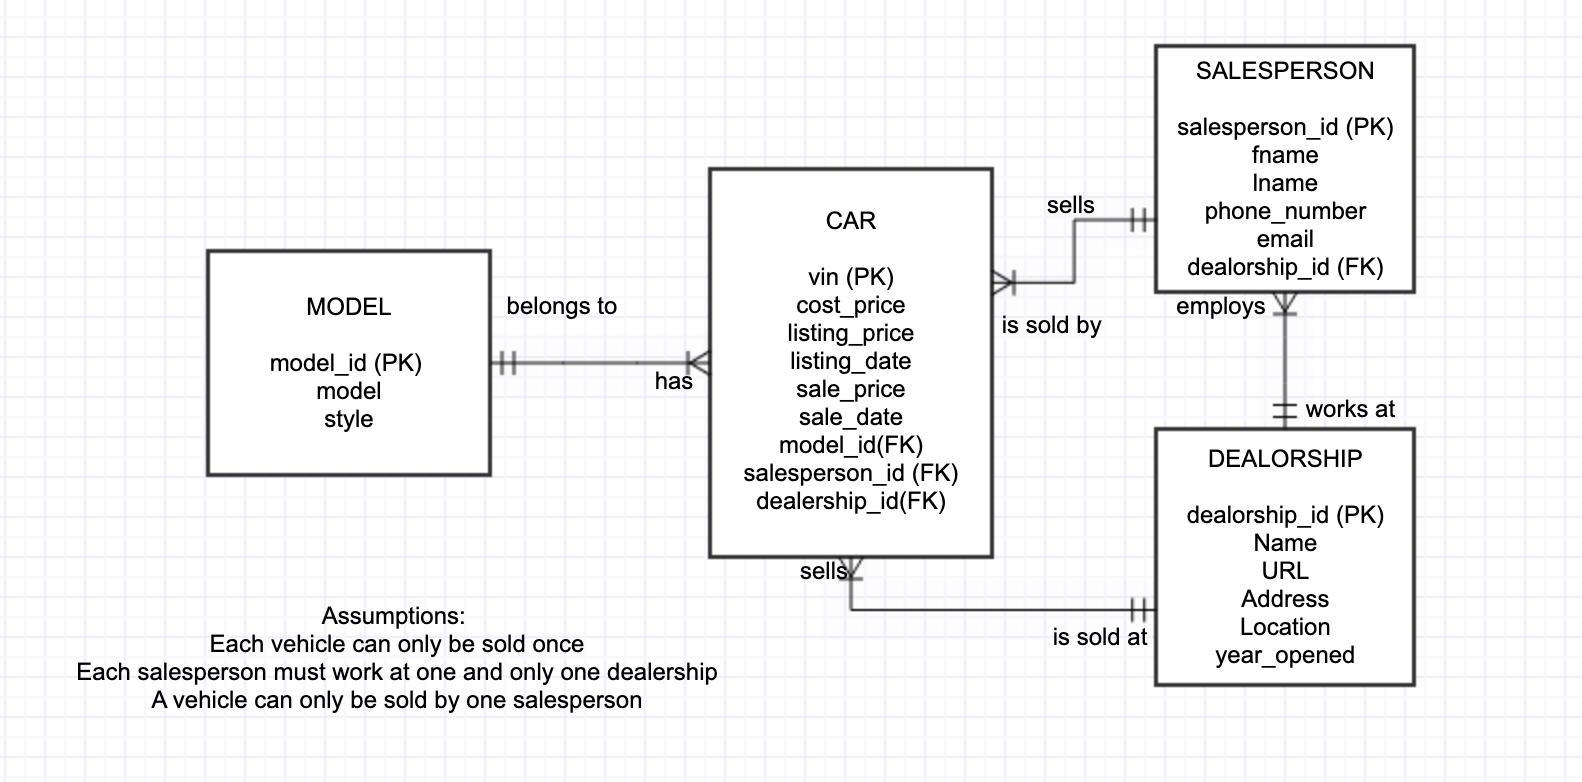 SALESPERSON
salesperson_id (PK)
fname
lname
phone_number
email
dealorship_id (FK)
sells
employs
is sold by
CAR
vin (PK)
cost_price
listing_price
listing_date
sale_price
sale_date
model_id(FK)
salesperson_id (FK)
dealership_id(FK)
MODEL
model_id (PK)
model
style
belongs to
has
works at
DEALORSHIP
dealorship_id (PK)
Name
URL
Address
Location
year_opened
sells
is sold at
Assumptions:
Each vehicle can only be sold once
Each salesperson must work at one and only one dealership
A vehicle can only be sold by one salesperson